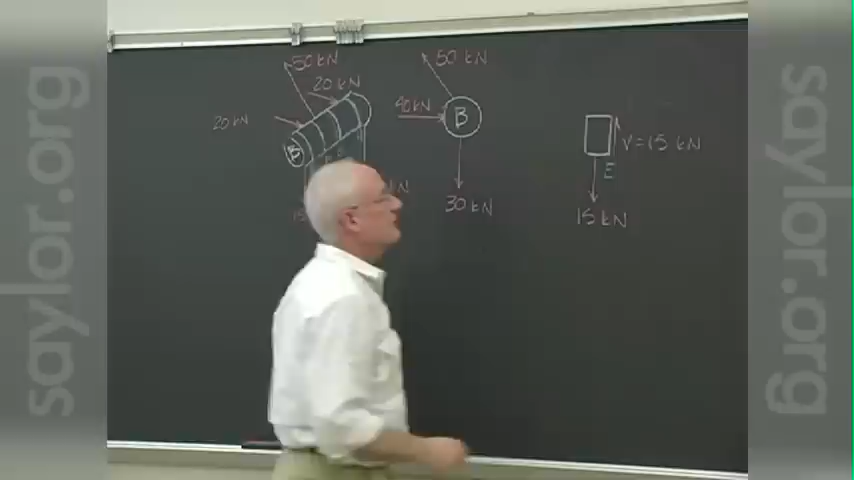 50 kN
20 kN
20 kN
B
50 kN
40 kN
B
30 kN
V=15 kN
E
15 kN
saylor.org
saylor.org